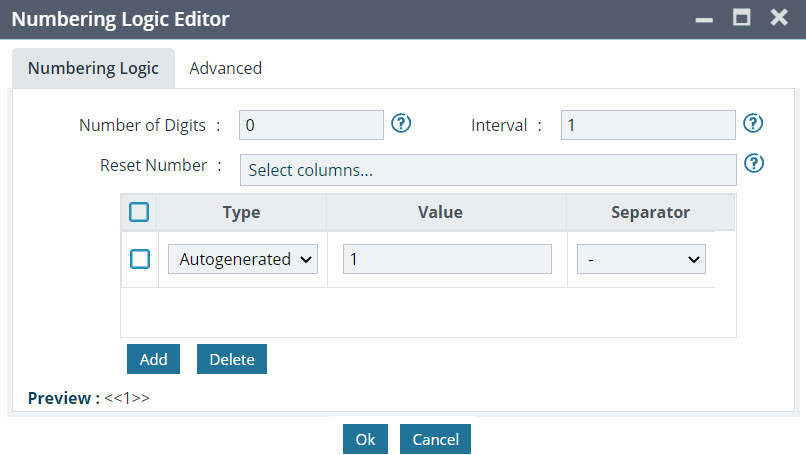 Numbering Logic Editor
Numbering Logic Advanced
Number of Digits : 0 ? Interval : 1 ?
Reset Number : Select columns... ?
Type Value Separator
Autogenerated 1 -
Add Delete
Preview : <<1>>
Ok Cancel